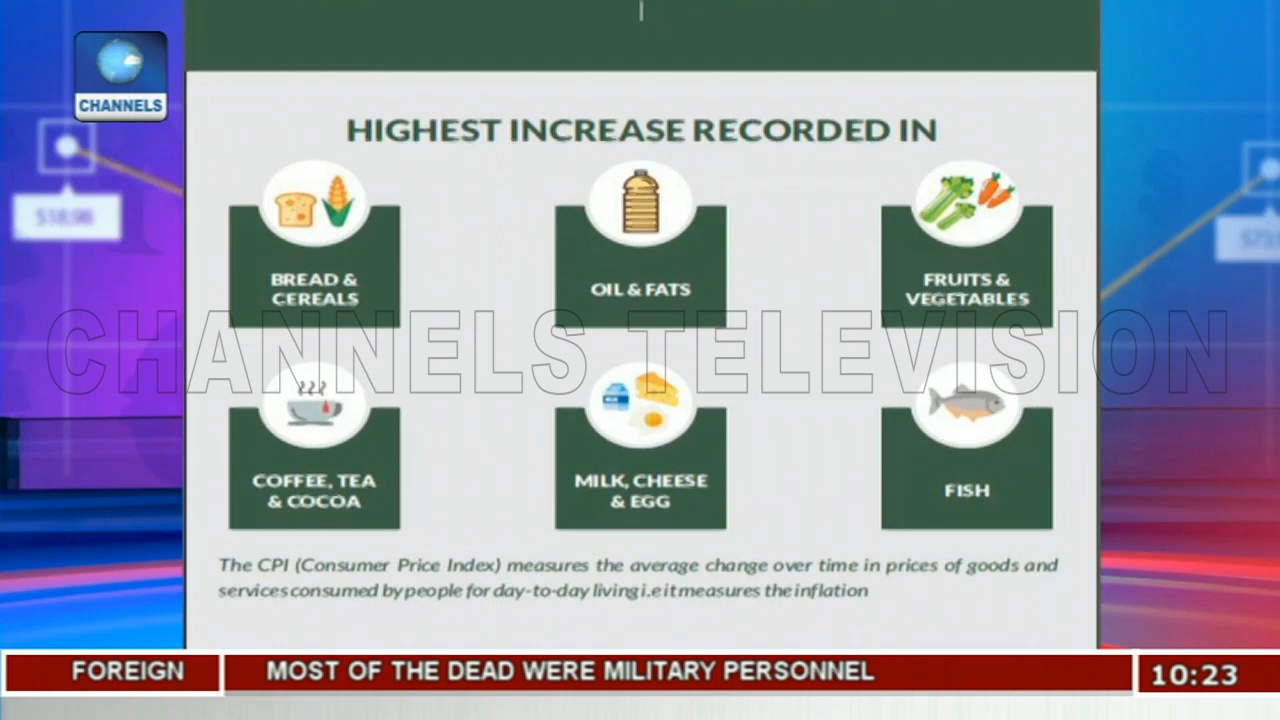 CHANNELS
HIGHEST INCREASE RECORDED IN
BREAD &
CEREALS
OIL & FATS
FRUITS &
VEGETABLES
CHANNELS TELEVISION
COFFEE, TEA
& COCOA
MILK, CHEESE
& EGG
FISH
The CPI (Consumer Price Index) measures the average change over time in prices of goods and
services consumed by people for day-to-day living i.e it measures the inflation
FOREIGN
MOST OF THE DEAD WERE MILITARY PERSONNEL
10:23